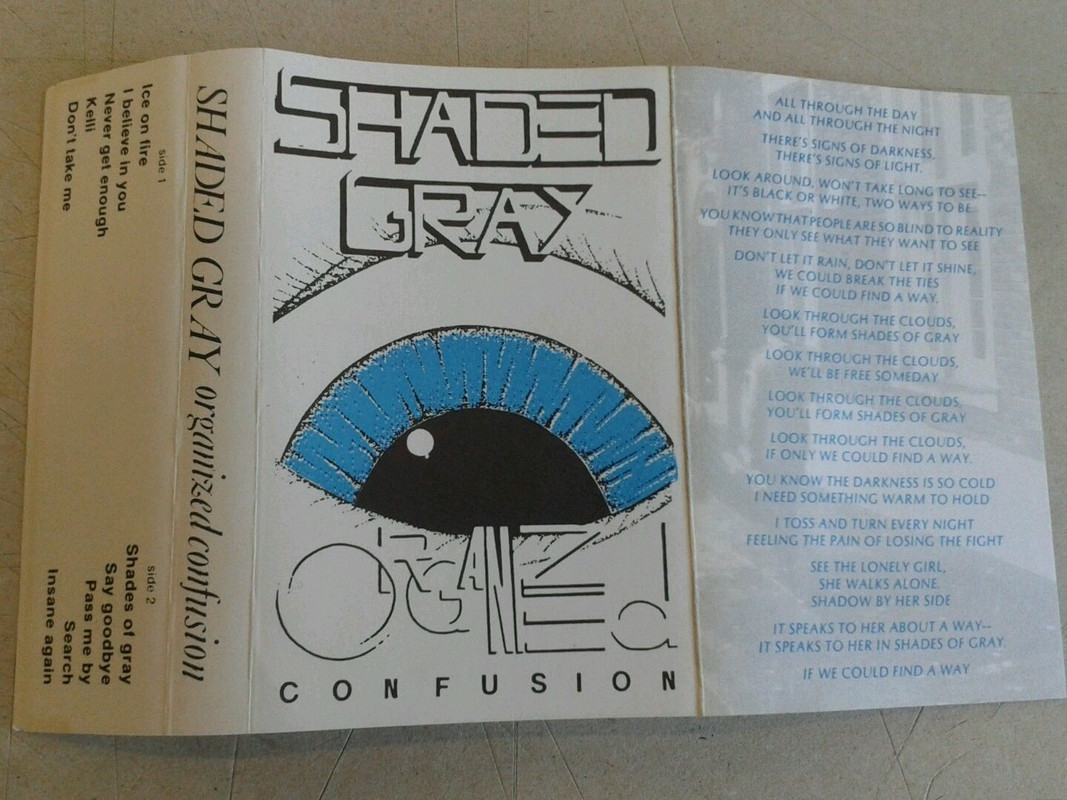 side 1
Ice on fire
I believe in you
Never get enough
Kelli
Don't take me
side 2
Shades of gray
Say goodbye
Pass me by
Search
Insane again
SHADED GRAY organized confusion
SHADED
GRAY
ORGANIZED
CONFUSION
ALL THROUGH THE DAY
AND ALL THROUGH THE NIGHT
THERE'S SIGNS OF DARKNESS,
THERE'S SIGNS OF LIGHT.
LOOK AROUND, WON'T TAKE LONG TO SEE--
IT'S BLACK OR WHITE, TWO WAYS TO BE
YOU KNOW THAT PEOPLE ARE SO BLIND TO REALITY
THEY ONLY SEE WHAT THEY WANT TO SEE
DON'T LET IT RAIN, DON'T LET IT SHINE,
WE COULD BREAK THE TIES
IF WE COULD FIND A WAY.
LOOK THROUGH THE CLOUDS,
YOU'LL FORM SHADES OF GRAY
LOOK THROUGH THE CLOUDS,
WE'LL BE FREE SOMEDAY
LOOK THROUGH THE CLOUDS,
YOU'LL FORM SHADES OF GRAY
LOOK THROUGH THE CLOUDS,
IF ONLY WE COULD FIND A WAY.
YOU KNOW THE DARKNESS IS SO COLD
I NEED SOMETHING WARM TO HOLD
I TOSS AND TURN EVERY NIGHT
FEELING THE PAIN OF LOSING THE FIGHT
SEE THE LONELY GIRL,
SHE WALKS ALONE.
SHADOW BY HER SIDE
IT SPEAKS TO HER ABOUT A WAY--
IT SPEAKS TO HER IN SHADES OF GRAY.
IF WE COULD FIND A WAY